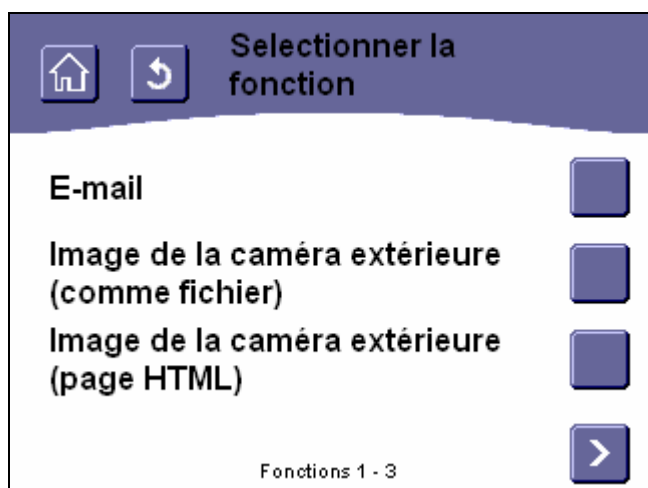 Selectionner la
fonction
E-mail
Image de la caméra extérieure
(comme fichier)
Image de la caméra extérieure
(page HTML)
Fonctions 1 - 3